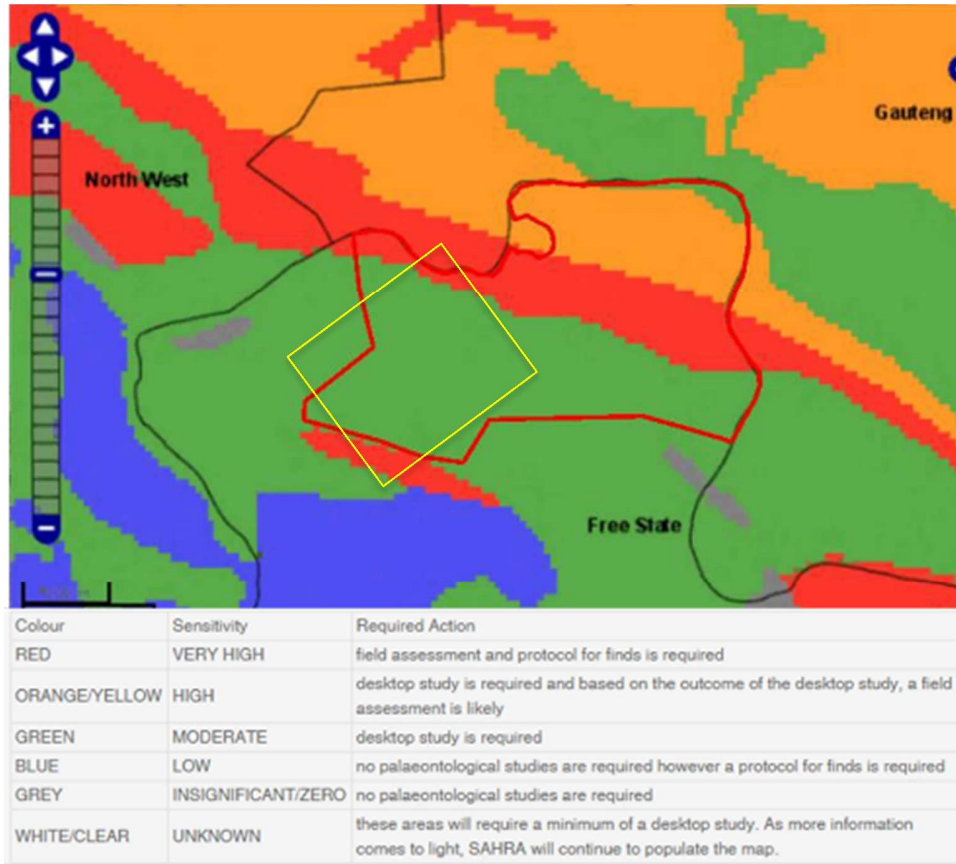 Gauteng
North West
Free State
Colour Sensitivity Required Action
RED VERY HIGH field assessment and protocol for finds is required
ORANGE/YELLOW HIGH desktop study is required and based on the outcome of the desktop study, a field
assessment is likely
GREEN MODERATE desktop study is required
BLUE LOW no palaeontological studies are required however a protocol for finds is required
GREY INSIGNIFICANT/ZERO no palaeontological studies are required
WHITE/CLEAR UNKNOWN these areas will require a minimum of a desktop study. As more information
comes to light, SAHRA will continue to populate the map.